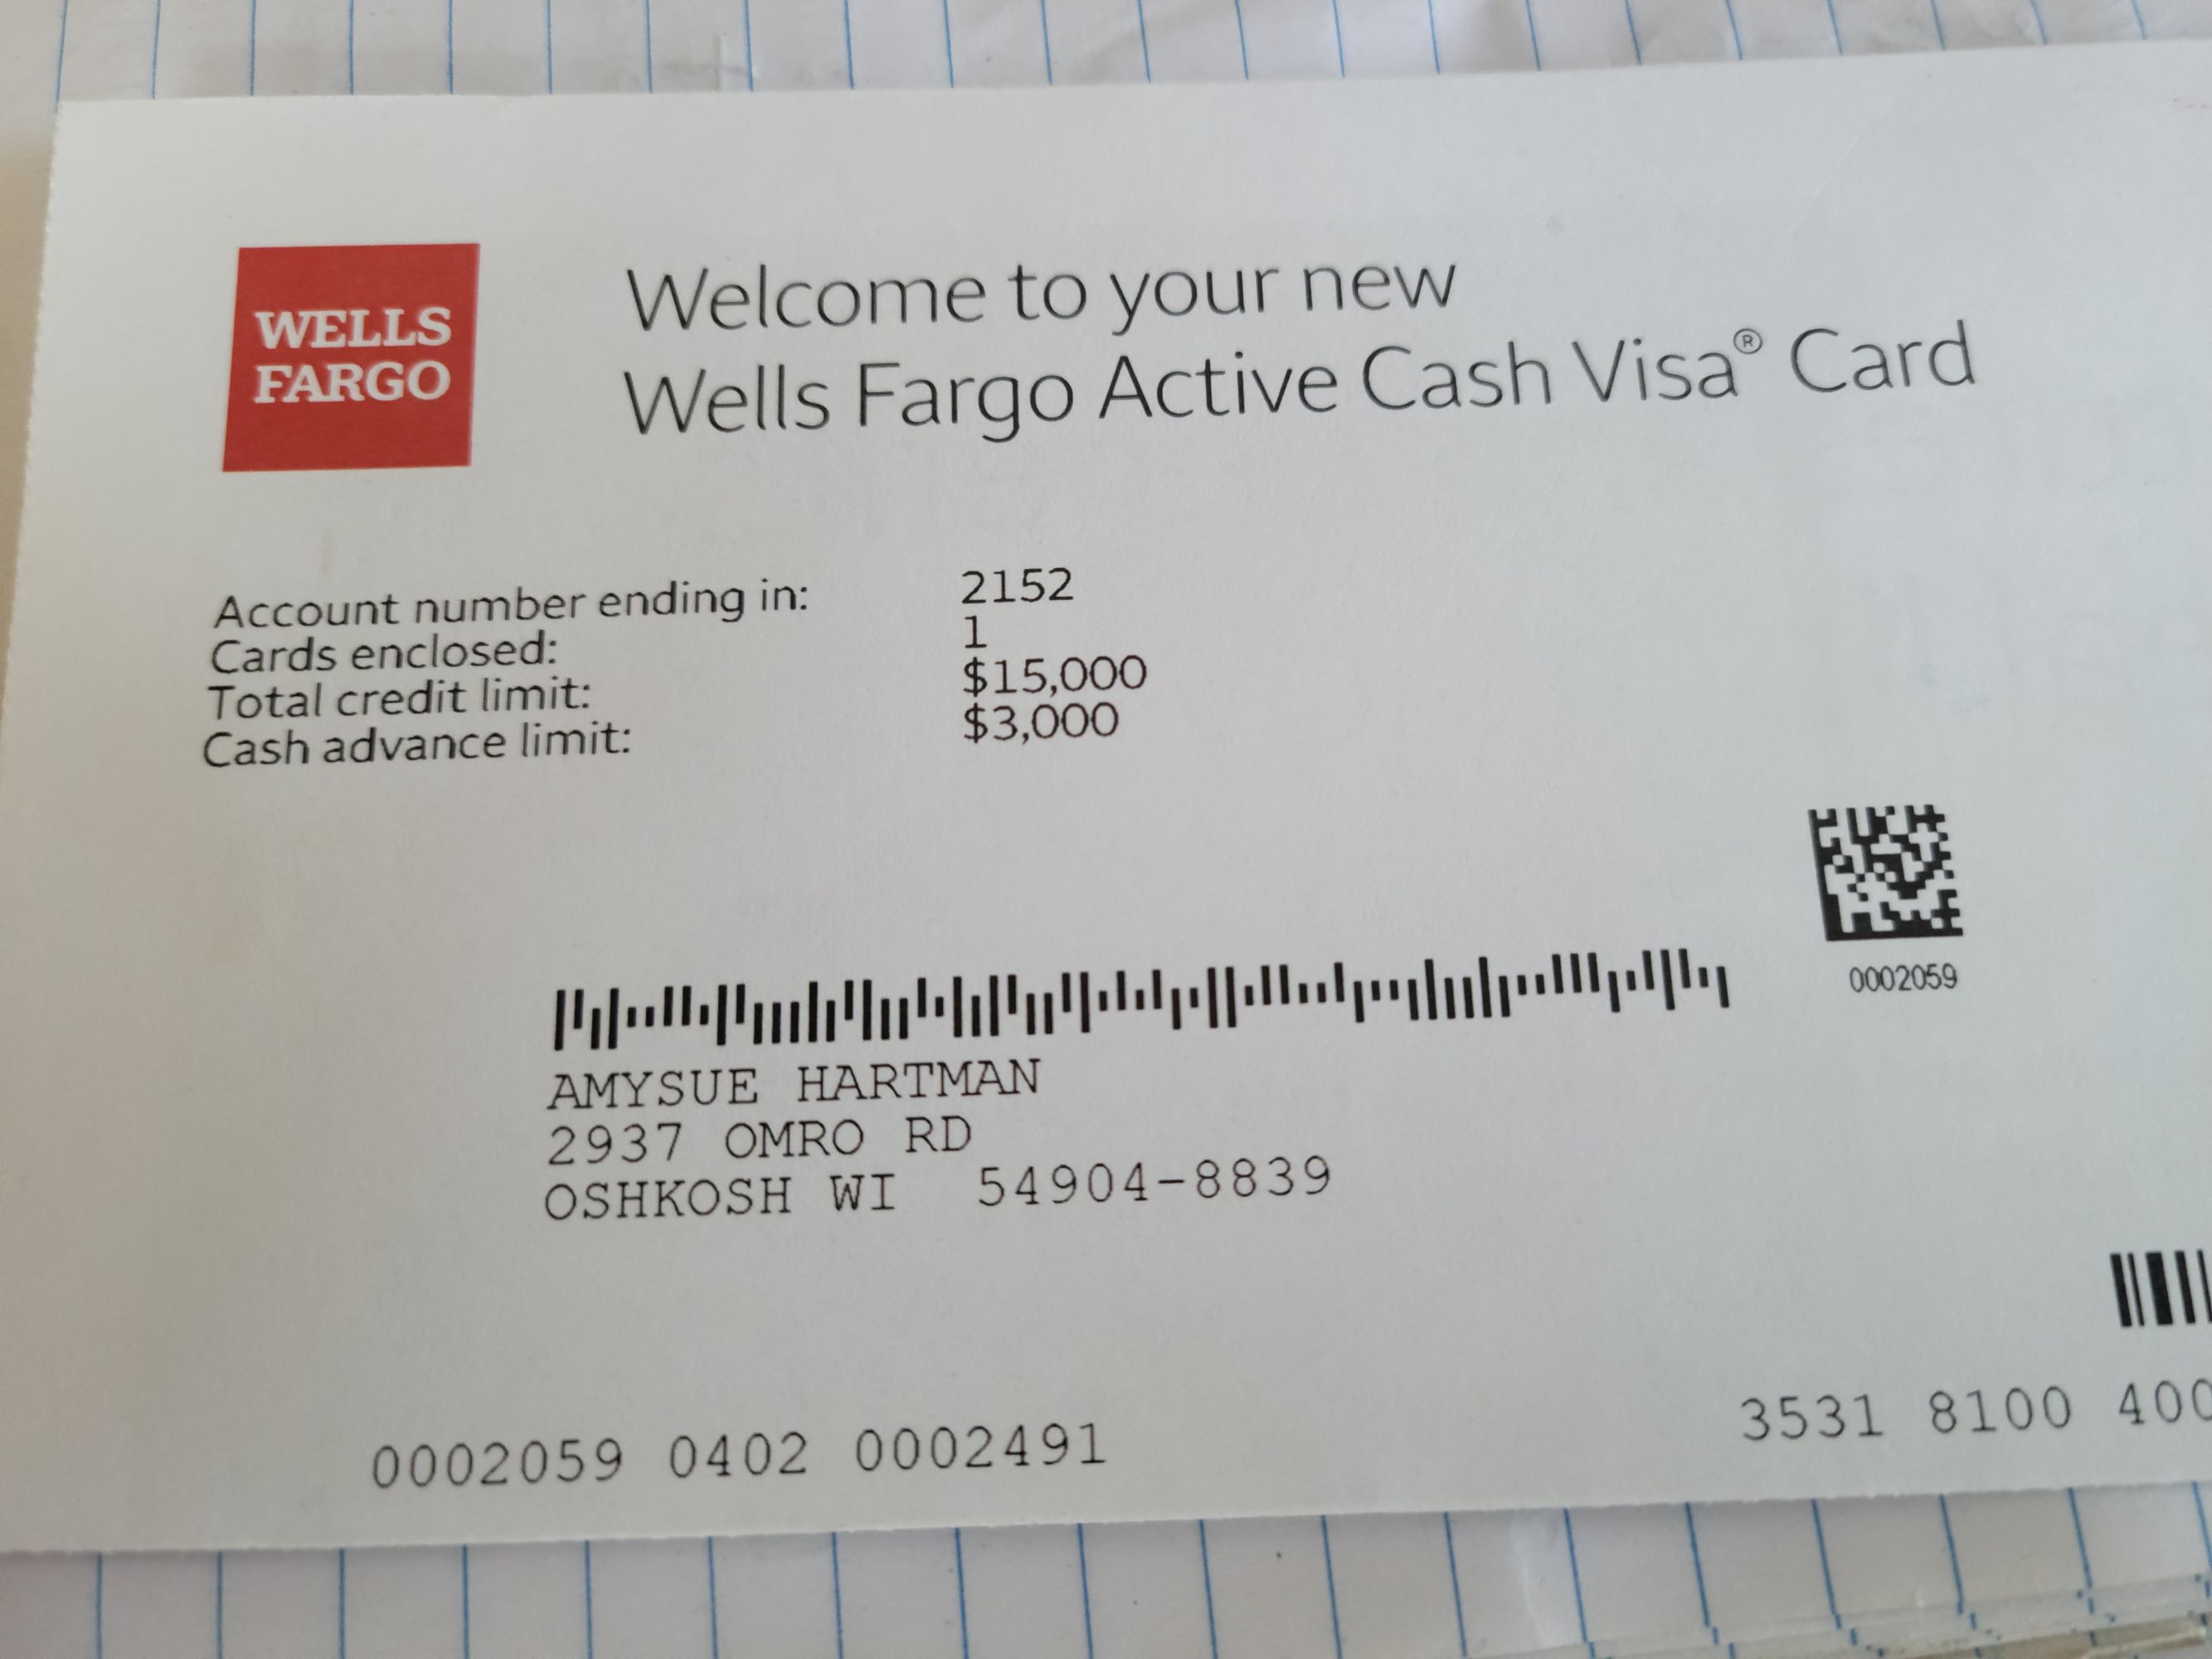 WELLS
FARGO
Welcome to your new
Wells Fargo Active Cash Visa® Card
Account number ending in: 2152
Cards enclosed: 1
Total credit limit: $15,000
Cash advance limit: $3,000
0002059
AMYSUE HARTMAN
2937 OMRO RD
OSHKOSH WI 54904-8839
0002059 0402 0002491 3531 8100 400